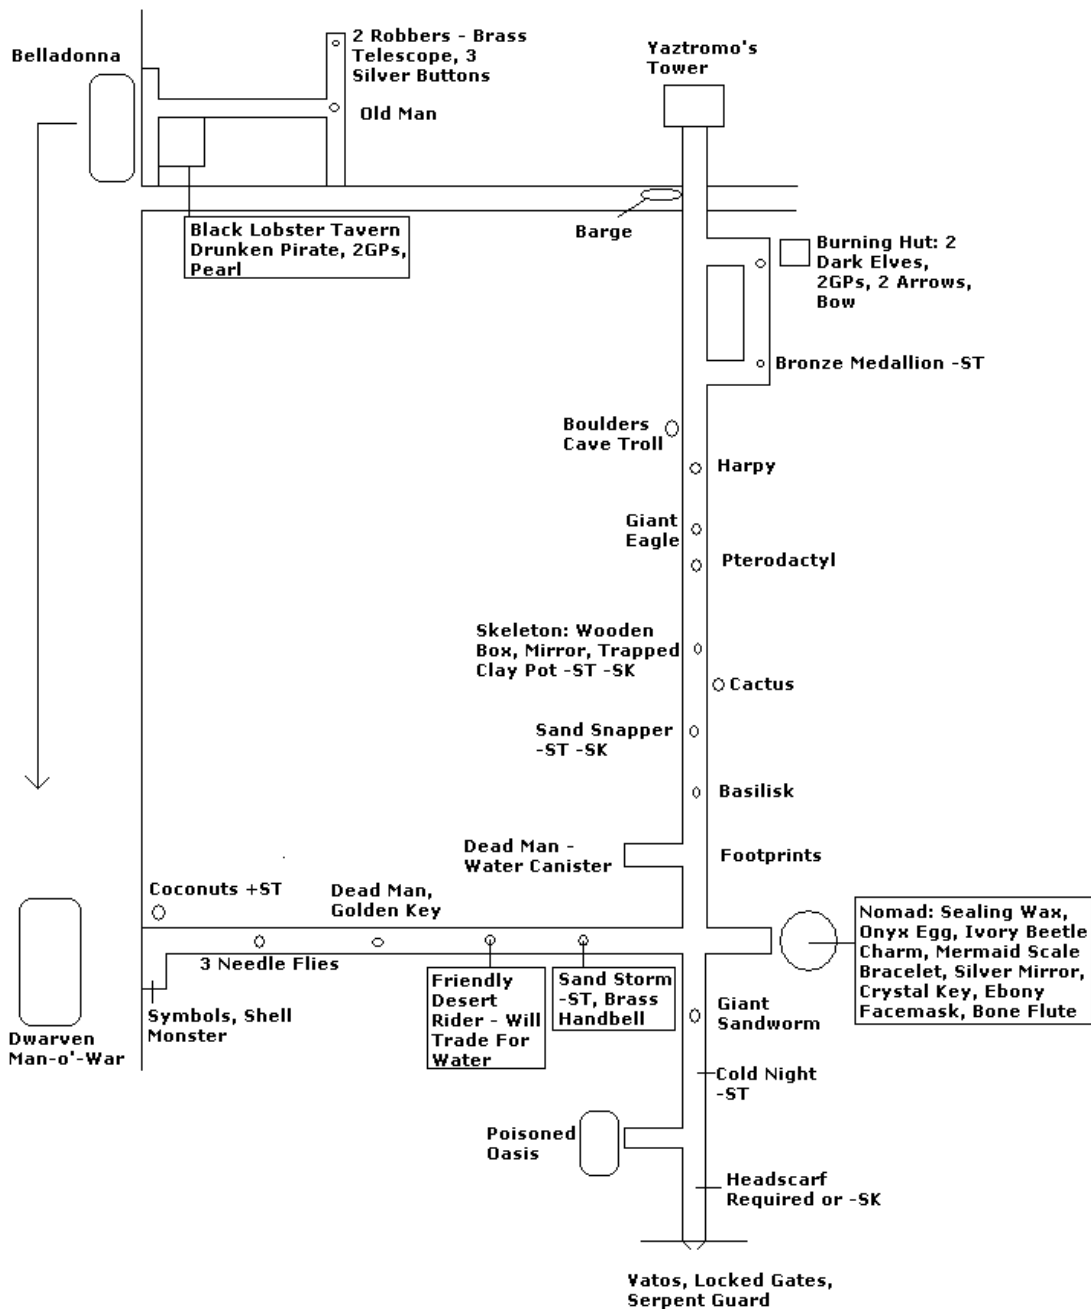 Belladonna
2 Robbers - Brass
Telescope, 3
Silver Buttons
Old Man
Yaztromo's
Tower
Black Lobster Tavern
Drunken Pirate, 2GPs,
Pearl
Barge
Burning Hut: 2
Dark Elves,
2GPs, 2 Arrows,
Bow
Bronze Medallion -ST
Boulders
Cave Troll
Harpy
Giant
Eagle
Pterodactyl
Skeleton: Wooden
Box, Mirror, Trapped
Clay Pot -ST -SK
Cactus
Sand Snapper
-ST -SK
Basilisk
Dead Man -
Water Canister
Footprints
Coconuts +ST
Dead Man,
Golden Key
3 Needle Flies
Friendly
Desert
Rider - Will
Trade For
Water
Sand Storm
-ST, Brass
Handbell
Nomad: Sealing Wax,
Onyx Egg, Ivory Beetle
Charm, Mermaid Scale
Bracelet, Silver Mirror,
Crystal Key, Ebony
Facemask, Bone Flute
Symbols, Shell
Monster
Dwarven
Man-o'-War
Giant
Sandworm
Cold Night
-ST
Poisoned
Oasis
Headscarf
Required or -SK
Vatos, Locked Gates,
Serpent Guard